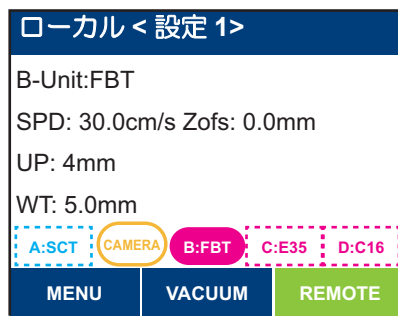 ローカル < 設定 1>
B-Unit:FBT
SPD: 30.0cm/s Zofs: 0.0mm
UP: 4mm
WT: 5.0mm
A:SCT CAMERA B:FBT C:E35 D:C16
MENU VACUUM REMOTE